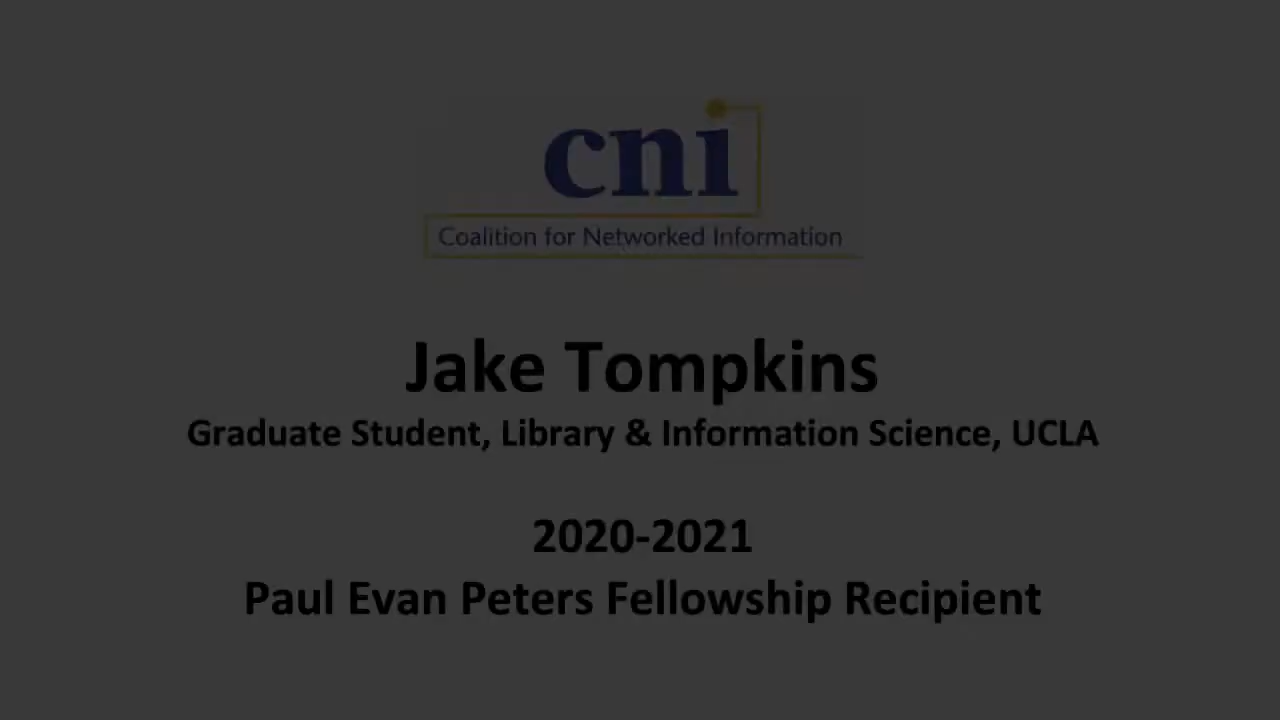 cni
Coalition for Networked Information
Jake Tompkins
Graduate Student, Library & Information Science, UCLA
2020-2021
Paul Evan Peters Fellowship Recipient